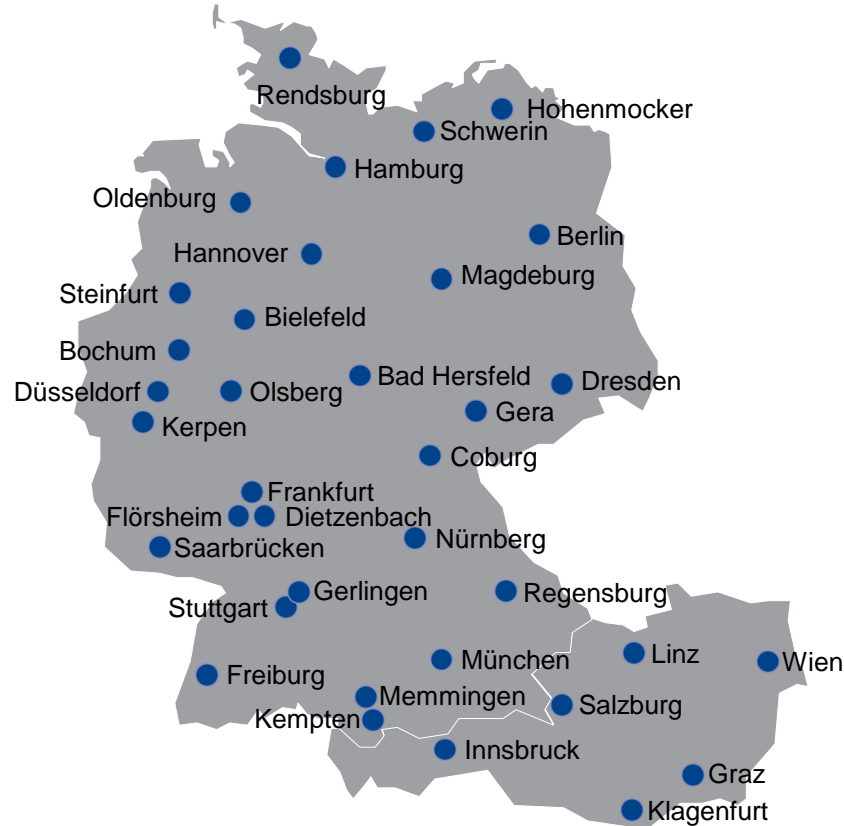 Rendsburg
Hohenmocker
Schwerin
Hamburg
Oldenburg
Berlin
Hannover
Magdeburg
Steinfurt
Bielefeld
Bochum
Bad Hersfeld
Dresden
Düsseldorf
Olsberg
Gera
Kerpen
Coburg
Frankfurt
Flörsheim
Dietzenbach
Nürnberg
Saarbrücken
Gerlingen
Regensburg
Stuttgart
München
Linz
Wien
Freiburg
Memmingen
Salzburg
Kempten
Innsbruck
Graz
Klagenfurt